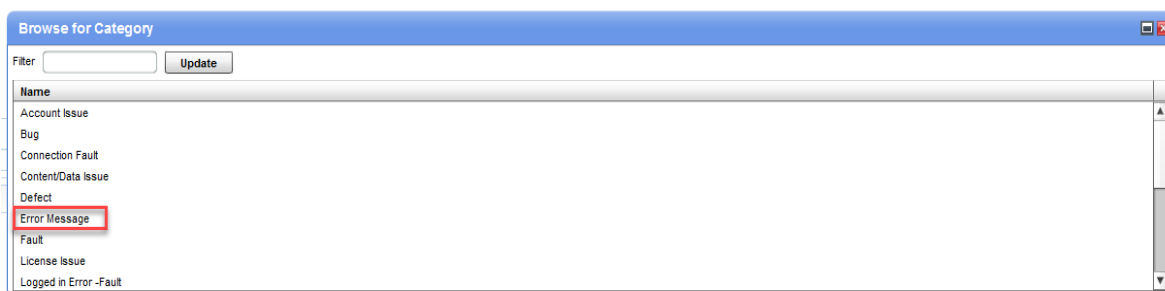 Browse for Category
Filter Update
Name
Account Issue
Bug
Connection Fault
Content/Data Issue
Defect
Error Message
Fault
License Issue
Logged in Error -Fault